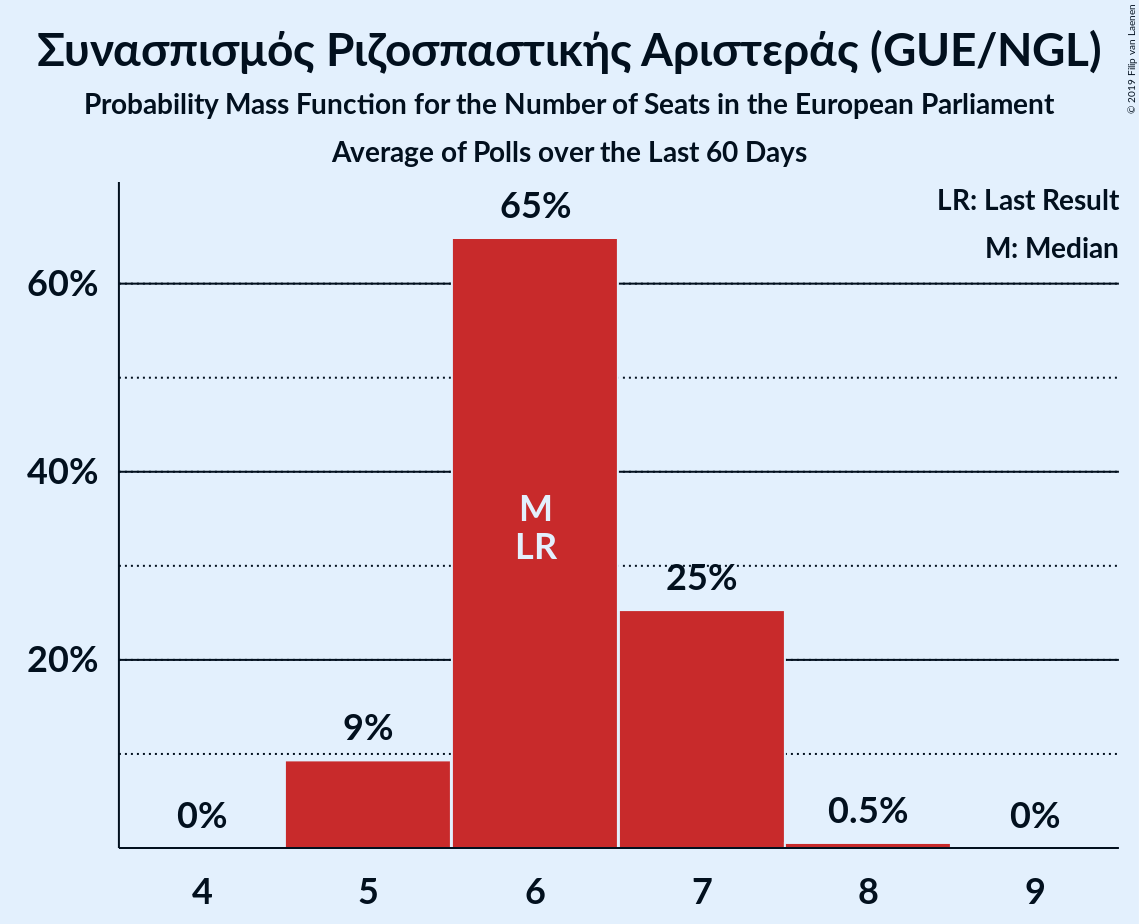 Συνασπισμός Ριζοσπαστικής Αριστεράς (GUE/NGL)
Probability Mass Function for the Number of Seats in the European Parliament
Average of Polls over the Last 60 Days
© 2019 Filip van Laenen
LR: Last Result
M: Median
65%
60%
40%
M
LR
25%
20%
9%
0%
0.5%
0%
4 5 6 7 8 9